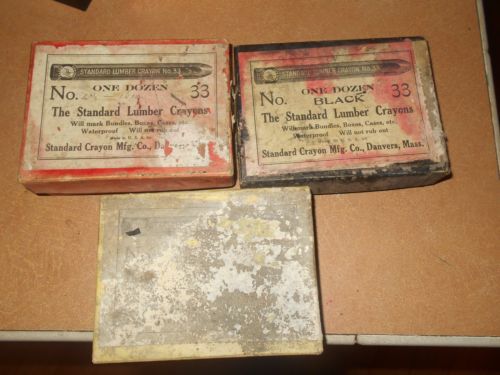 STANDARD LUMBER CRAYON No. 33
ONE DOZEN
No. 33
The Standard Lumber Crayons
Will mark Bundles, Boxes, Cases, etc.
Waterproof Will not rub out
Standard Crayon Mfg. Co., Danvers,
STANDARD LUMBER CRAYON No. 33
ONE DOZEN
No. BLACK 33
The Standard Lumber Crayons
Will mark Bundles, Boxes, Cases, etc.
Waterproof Will not rub out
Standard Crayon Mfg. Co., Danvers, Mass.